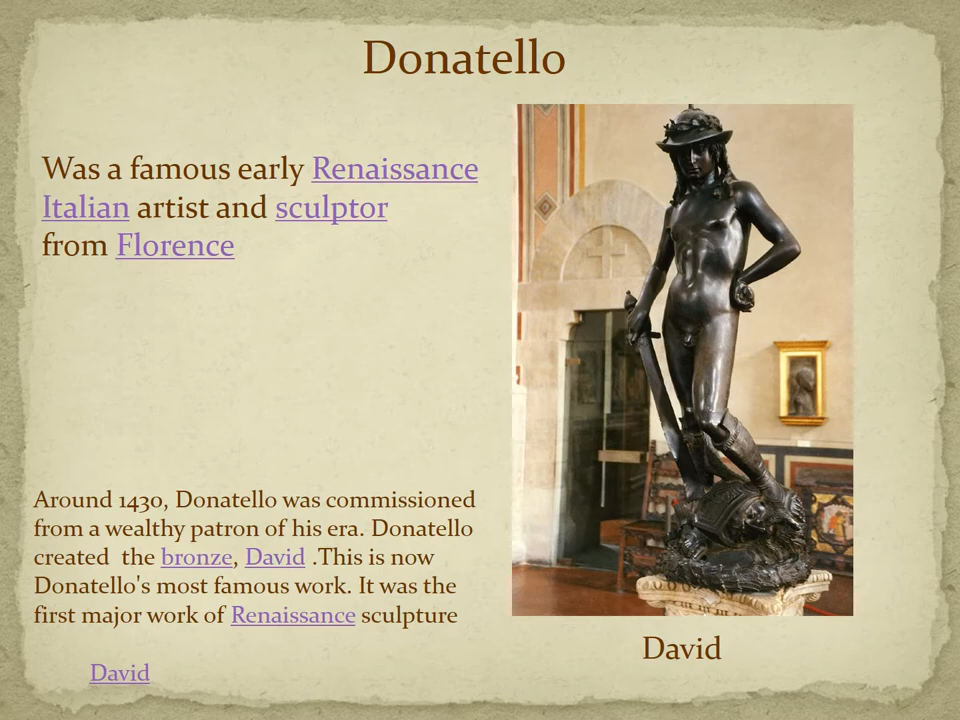 Donatello
Was a famous early Renaissance
Italian artist and sculptor
from Florence
Around 1430, Donatello was commissioned
from a wealthy patron of his era. Donatello
created  the bronze, David .This is now
Donatello's most famous work. It was the
first major work of Renaissance sculpture
David
David